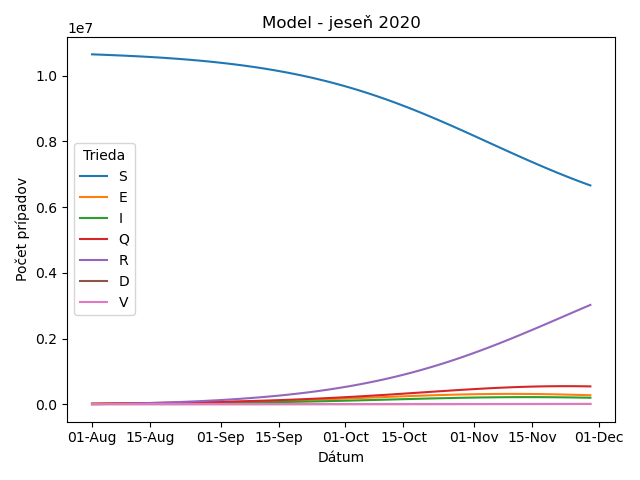 Model - jeseň 2020
1e7
1.0
0.8
0.6
0.4
0.2
0.0
Počet prípadov
Trieda
S
E
I
Q
R
D
V
01-Aug 15-Aug 01-Sep 15-Sep 01-Oct 15-Oct 01-Nov 15-Nov 01-Dec
Dátum